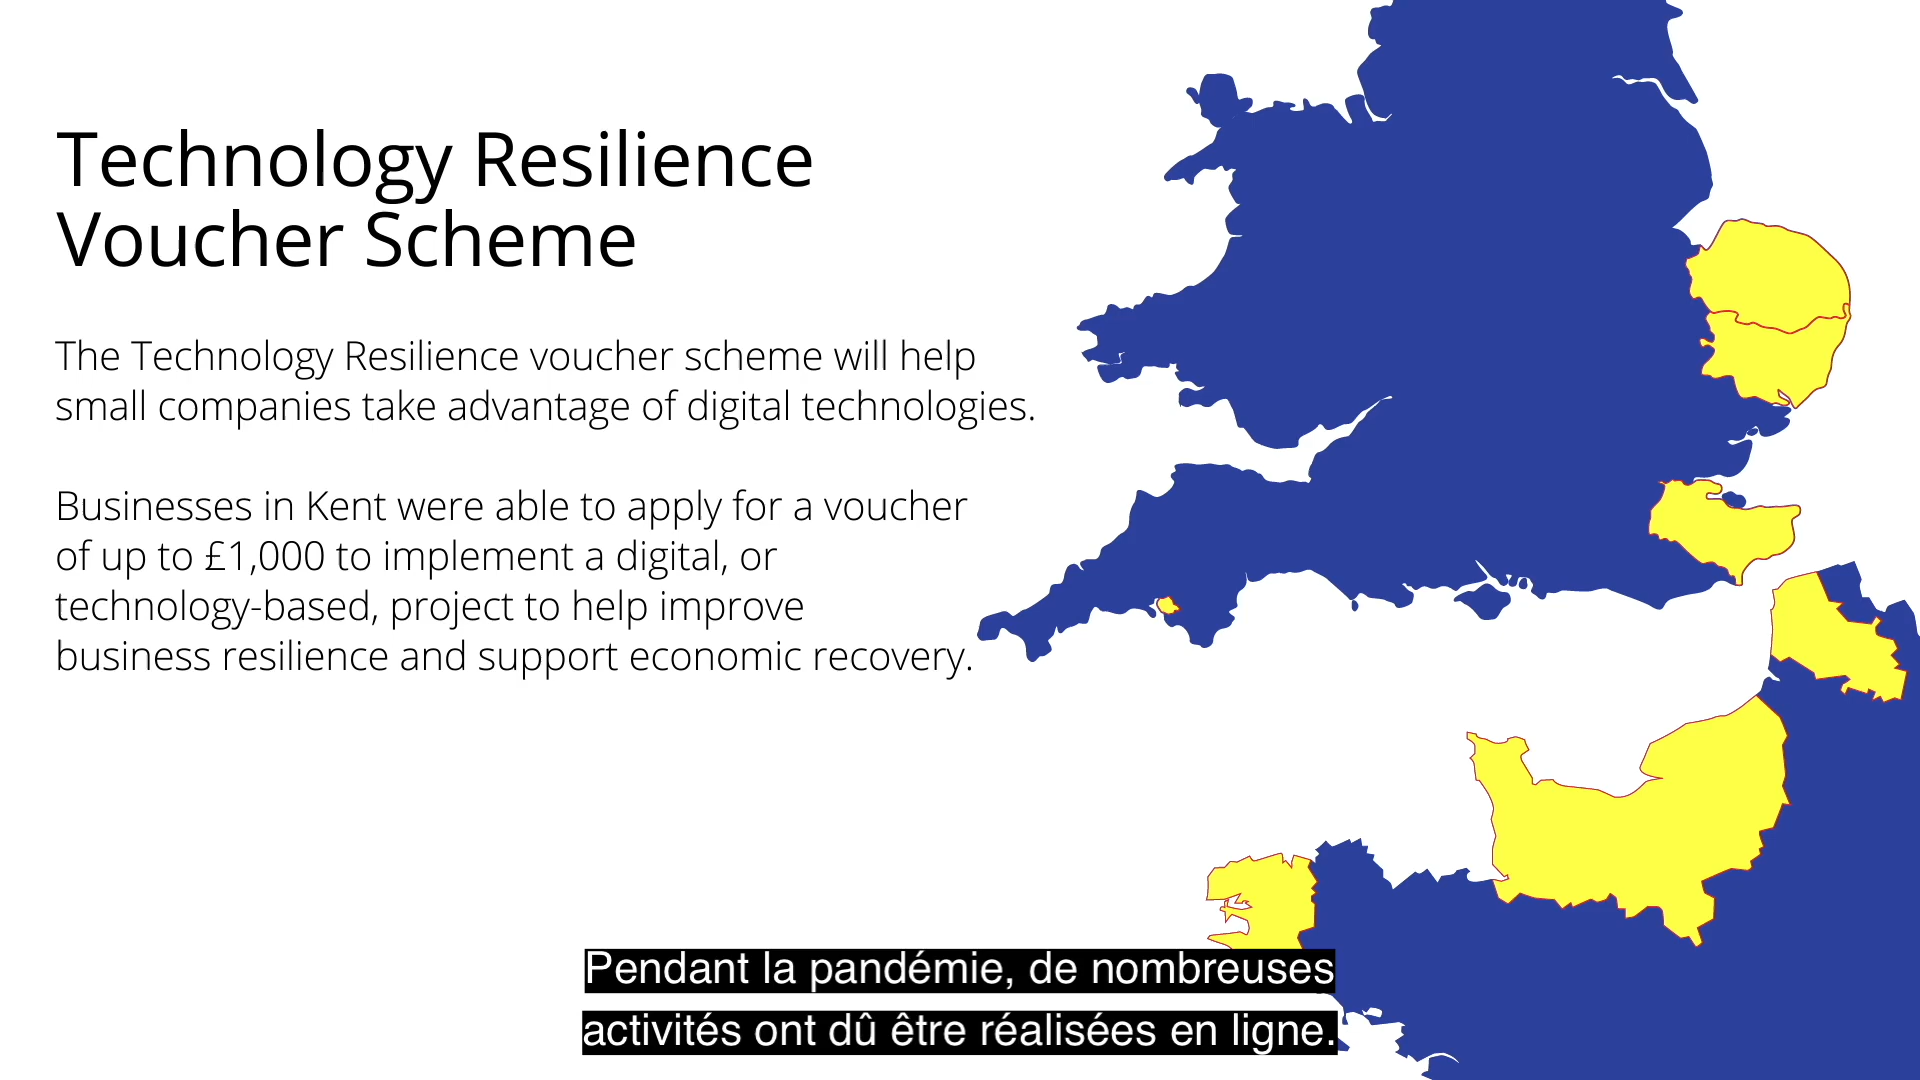 Technology Resilience
Voucher Scheme
The Technology Resilience voucher scheme will help
small companies take advantage of digital technologies.
Businesses in Kent were able to apply for a voucher
of up to £1,000 to implement a digital, or
technology-based, project to help improve
business resilience and support economic recovery.
Pendant la pandémie, de nombreuses
activités ont dû être réalisées en ligne.